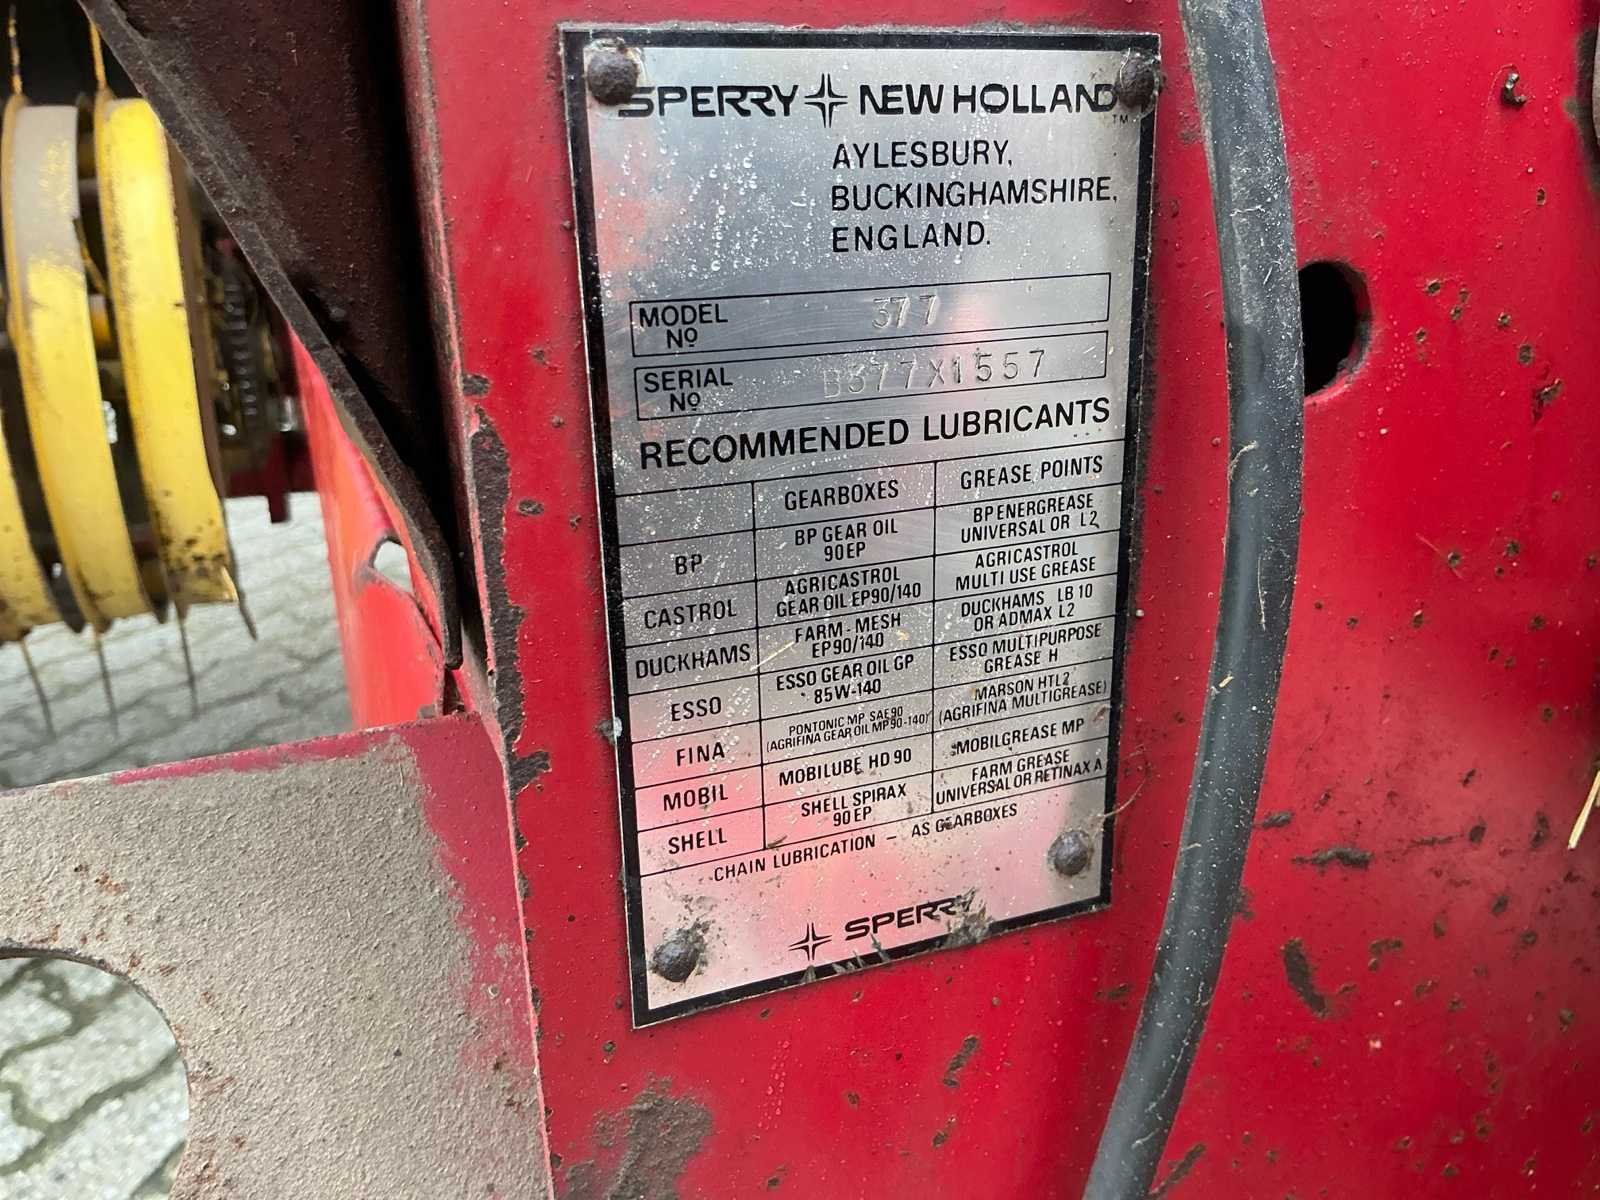 SPERRY NEW HOLLAND™
AYLESBURY,
BUCKINGHAMSHIRE,
ENGLAND.
MODEL No 377
SERIAL No B377X1557
RECOMMENDED LUBRICANTS
GEARBOXES GREASE POINTS
BP BP GEAR OIL 90EP BP ENERGREASE UNIVERSAL OR L2
CASTROL AGRICASTROL GEAR OIL EP90/140 AGRICASTROL MULTI USE GREASE
DUCKHAMS FARM-MESH EP90/140 DUCKHAMS LB 10 OR ADMAX L2
ESSO ESSO GEAR OIL GP 85W-140 ESSO MULTIPURPOSE GREASE H
FINA PONTONIC MP SAE90 (AGRIFINA GEAR OIL MP90-140) MARSON HTL2 (AGRIFINA MULTIGREASE)
MOBIL MOBILUBE HD 90 MOBILGREASE MP
SHELL SHELL SPIRAX 90EP FARM GREASE UNIVERSAL OR RETINAX A
CHAIN LUBRICATION - AS GEARBOXES
SPERRY